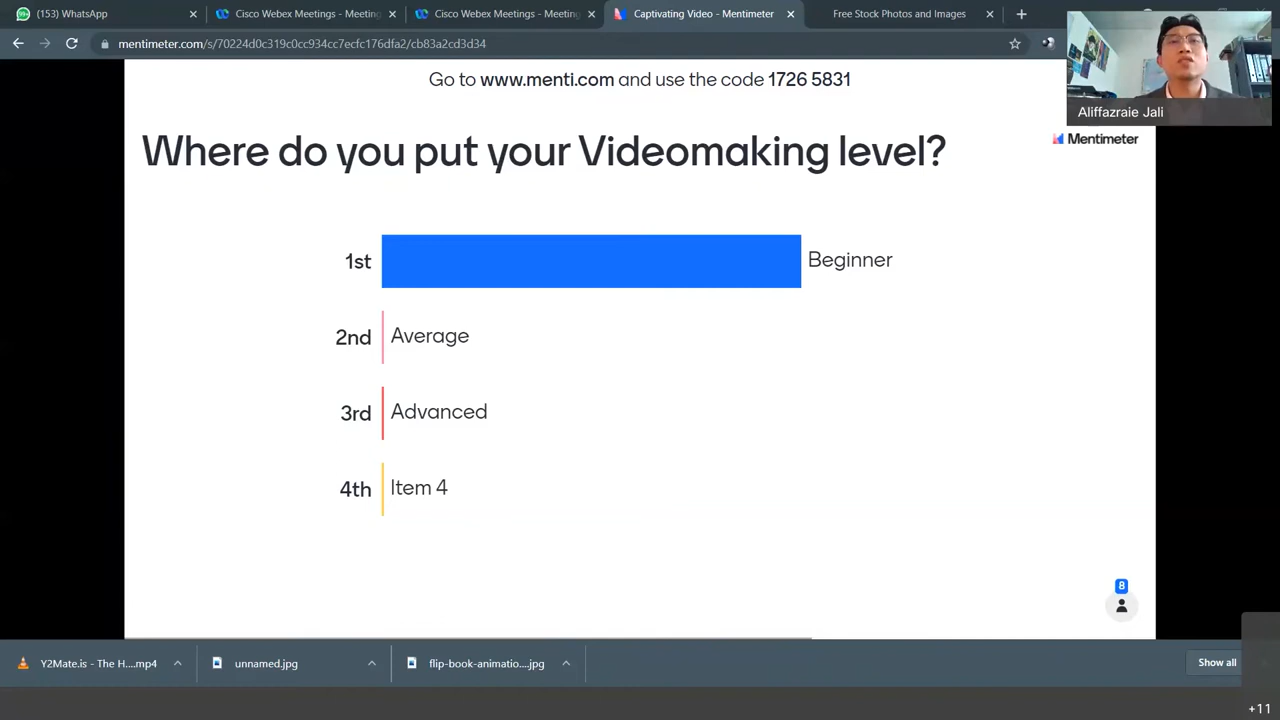 (153) WhatsApp
Cisco Webex Meetings - Meeting
Cisco Webex Meetings - Meeting
Captivating Video - Mentimeter
Free Stock Photos and Images
mentimeter.com/s/70224d0c319c0cc934cc7ecfc176dfa2/cb83a2cd3d34
Go to www.menti.com and use the code 1726 5831
Aliffazraie Jali
Mentimeter
Where do you put your Videomaking level?
1st Beginner
2nd Average
3rd Advanced
4th Item 4
8
Y2Mate.is - The H....mp4
unnamed.jpg
flip-book-animatio....jpg
Show all
+11